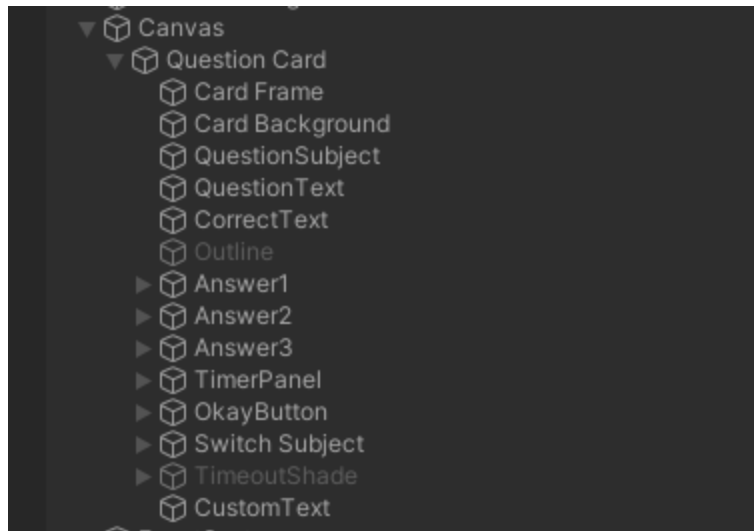 Canvas
Question Card
Card Frame
Card Background
QuestionSubject
QuestionText
CorrectText
Outline
Answer1
Answer2
Answer3
TimerPanel
OkayButton
Switch Subject
TimeoutShade
CustomText